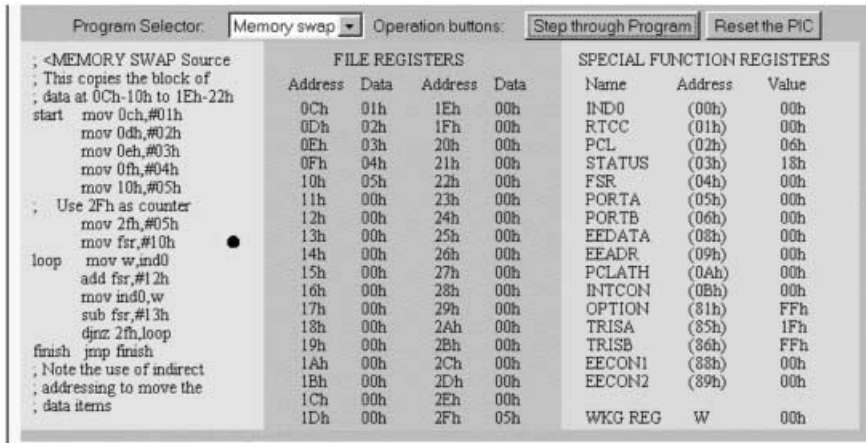 Program Selector: Memory swap Operation buttons: Step through Program Reset the PIC
; <MEMORY SWAP Source
; This copies the block of
; data at 0Ch-10h to 1Eh-22h
start mov 0ch,#01h
mov 0dh,#02h
mov 0eh,#03h
mov 0fh,#04h
mov 10h,#05h
; Use 2Fh as counter
mov 2fh,#05h
mov fsr,#10h
loop mov w,ind0
add fsr,#12h
mov ind0,w
sub fsr,#13h
djnz 2fh,loop
finish jmp finish
; Note the use of indirect
; addressing to move the
; data items
FILE REGISTERS
Address Data Address Data
0Ch 01h 1Eh 00h
0Dh 02h 1Fh 00h
0Eh 03h 20h 00h
0Fh 04h 21h 00h
10h 05h 22h 00h
11h 00h 23h 00h
12h 00h 24h 00h
13h 00h 25h 00h
14h 00h 26h 00h
15h 00h 27h 00h
16h 00h 28h 00h
17h 00h 29h 00h
18h 00h 2Ah 00h
19h 00h 2Bh 00h
1Ah 00h 2Ch 00h
1Bh 00h 2Dh 00h
1Ch 00h 2Eh 00h
1Dh 00h 2Fh 05h
SPECIAL FUNCTION REGISTERS
Name Address Value
IND0 (00h) 00h
RTCC (01h) 00h
PCL (02h) 06h
STATUS (03h) 18h
FSR (04h) 00h
PORTA (05h) 00h
PORTB (06h) 00h
EEDATA (08h) 00h
EEADR (09h) 00h
PCLATH (0Ah) 00h
INTCON (0Bh) 00h
OPTION (81h) FFh
TRISA (85h) 1Fh
TRISB (86h) FFh
EECON1 (88h) 00h
EECON2 (89h) 00h
WKG REG W 00h